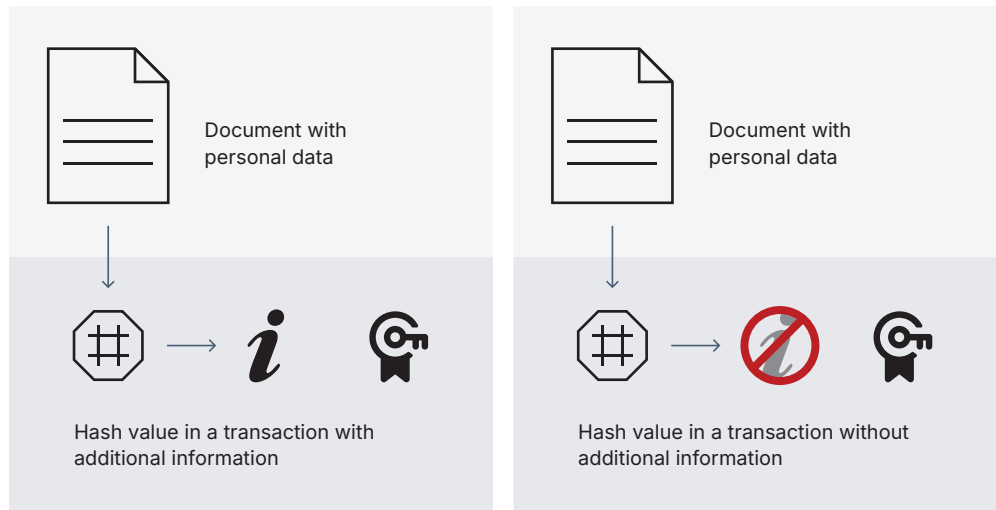 Document with
personal data
Hash value in a transaction with
additional information
Document with
personal data
Hash value in a transaction without
additional information